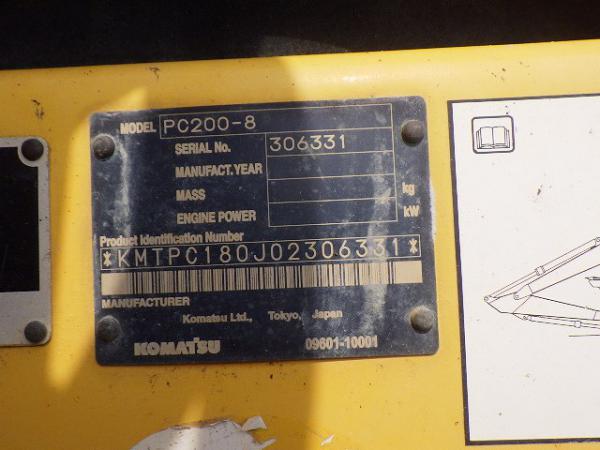 MODEL PC200-8
SERIAL No. 306331
MANUFACT. YEAR
MASS kg
ENGINE POWER kW
Product Identification Number
*KMTPC180J02306331*
MANUFACTURER
Komatsu Ltd., Tokyo, Japan
KOMATSU 09601-10001